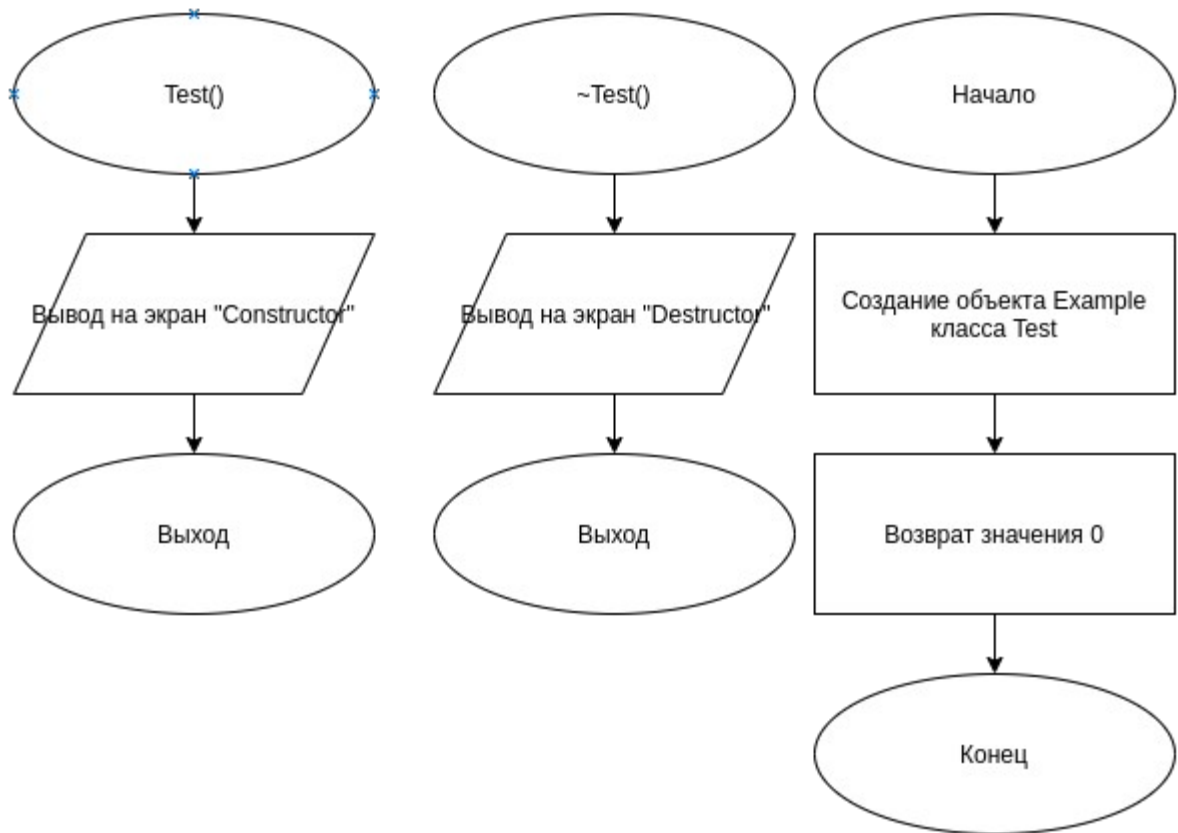 Test()
~Test()
Начало
Вывод на экран "Constructor"
Вывод на экран "Destructor"
Создание объекта Example
класса Test
Выход
Выход
Возврат значения 0
Конец